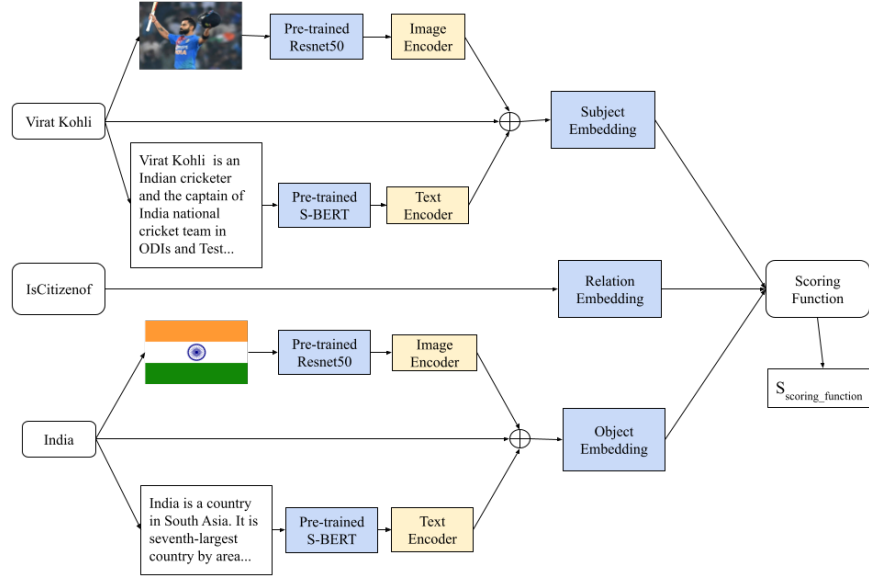 Pre-trained
Resnet50
Image
Encoder
Virat Kohli
Subject
Embedding
Virat Kohli  is an
Indian cricketer
and the captain of
India national
cricket team in
ODIs and Test...
Pre-trained
S-BERT
Text
Encoder
IsCitizenof
Relation
Embedding
Scoring
Function
Pre-trained
Resnet50
Image
Encoder
S_scoring_function
India
Object
Embedding
India is a country
in South Asia. It is
seventh-largest
country by area...
Pre-trained
S-BERT
Text
Encoder